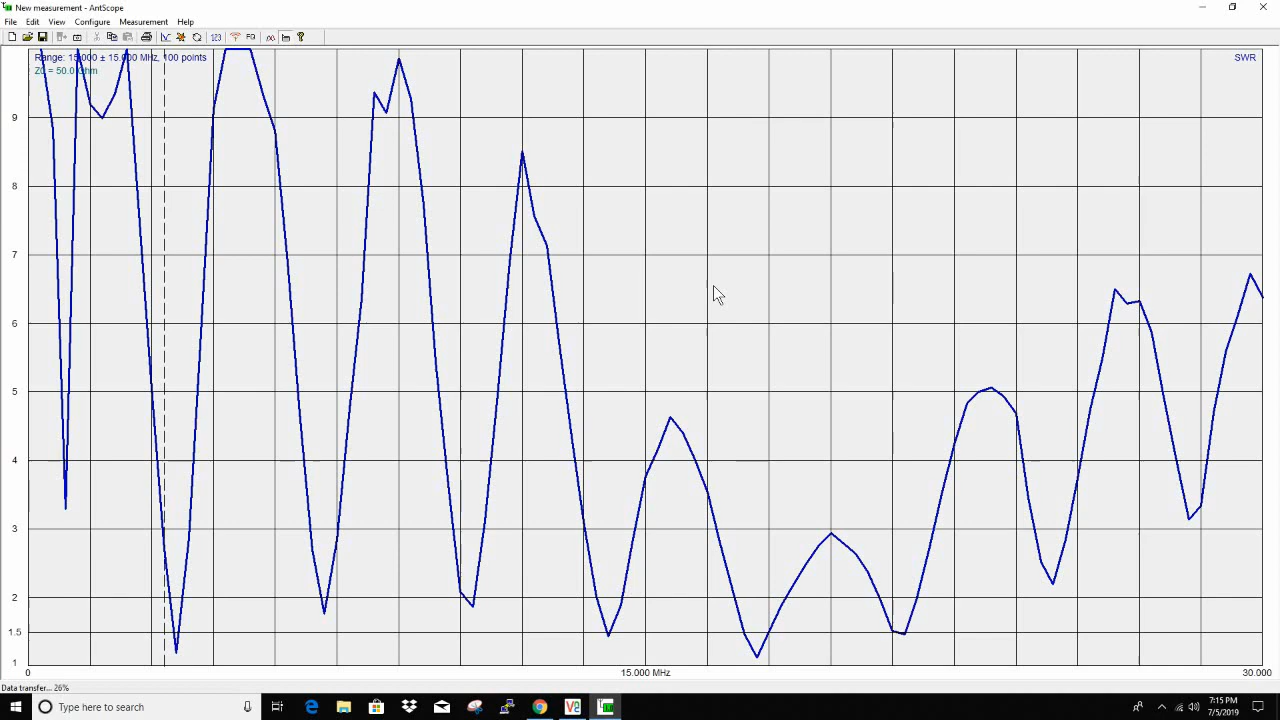 New measurement - AntScope
File Edit View Configure Measurement Help
Range: 15.000 ± 15.000 MHz, 100 points
SWR
Z0 = 50.0 Ohm
9
8
7
6
5
4
3
2
1.5
1
0 15.000 MHz 30.000
Data transfer... 26%
Type here to search
7:15 PM
7/5/2019